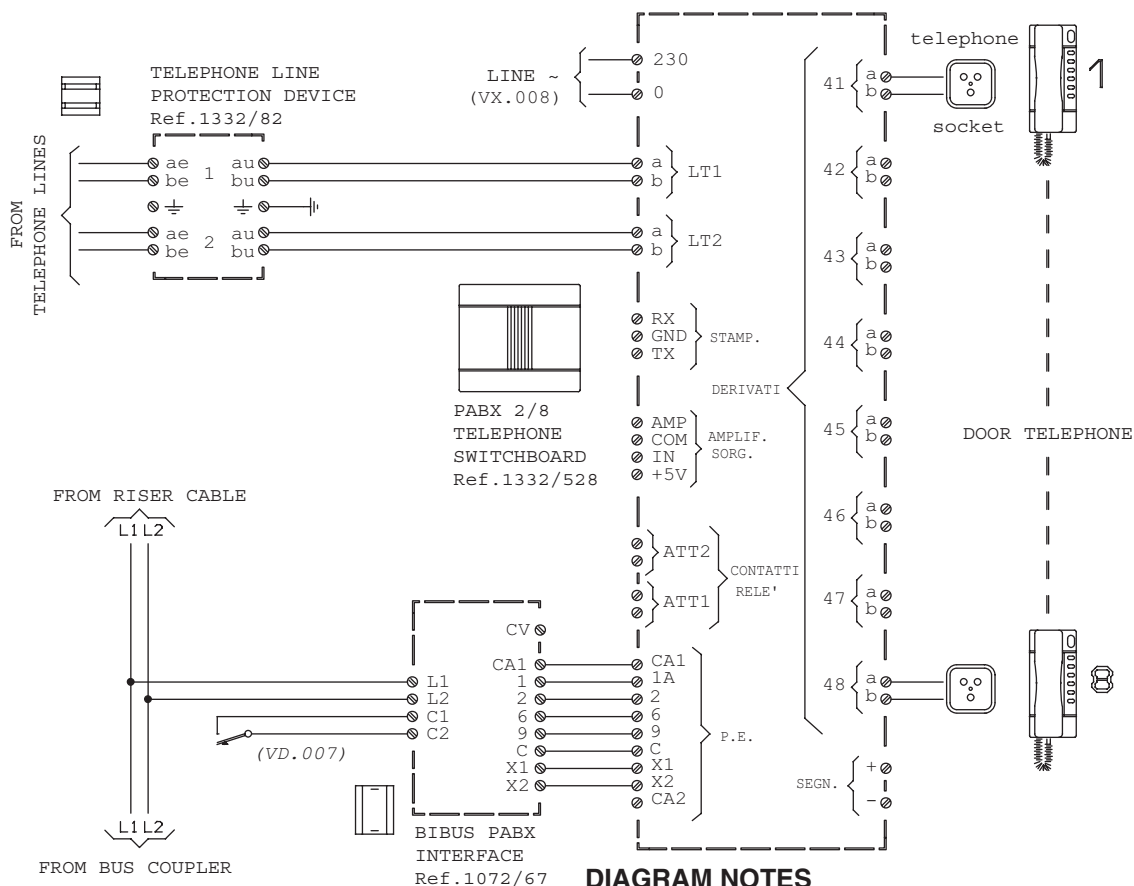 TELEPHONE LINE
PROTECTION DEVICE
Ref.1332/82
FROM
TELEPHONE LINES
ae 1 au
be bu
ae 2 au
be bu
LINE ~
(VX.008)
230
0
a
b
LT1
a
b
LT2
RX
GND
TX
STAMP.
AMP
COM
IN
+5V
AMPLIF.
SORG.
ATT2
ATT1
CONTATTI
RELE'
CA1
1A
2
6
9
C
X1
X2
CA2
P.E.
DERIVATI
41 a
b
42 a
b
43 a
b
44 a
b
45 a
b
46 a
b
47 a
b
48 a
b
SEGN. +
-
telephone
socket
1
DOOR TELEPHONE
8
PABX 2/8
TELEPHONE
SWITCHBOARD
Ref.1332/528
FROM RISER CABLE
L1 L2
L1 L2
FROM BUS COUPLER
(VD.007)
L1
L2
C1
C2
CV
CA1
1
2
6
9
C
X1
X2
BIBUS PABX
INTERFACE
Ref.1072/67
DIAGRAM NOTES